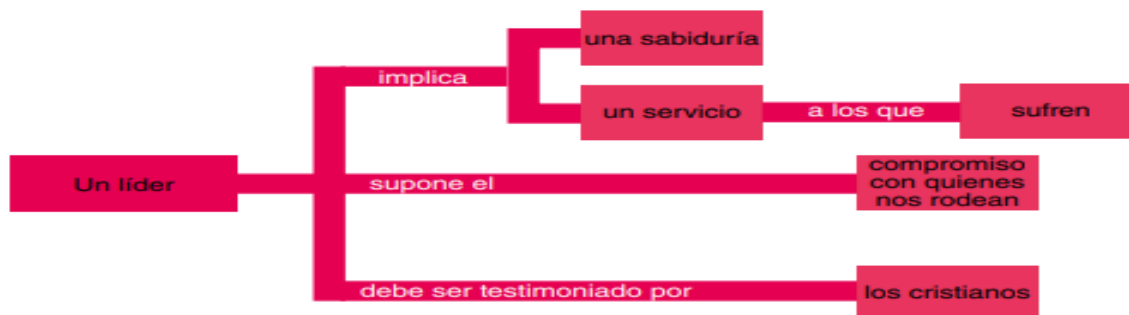 una sabiduría
implica
un servicio
a los que
sufren
Un líder
supone el
compromiso
con quienes
nos rodean
debe ser testimoniado por
los cristianos